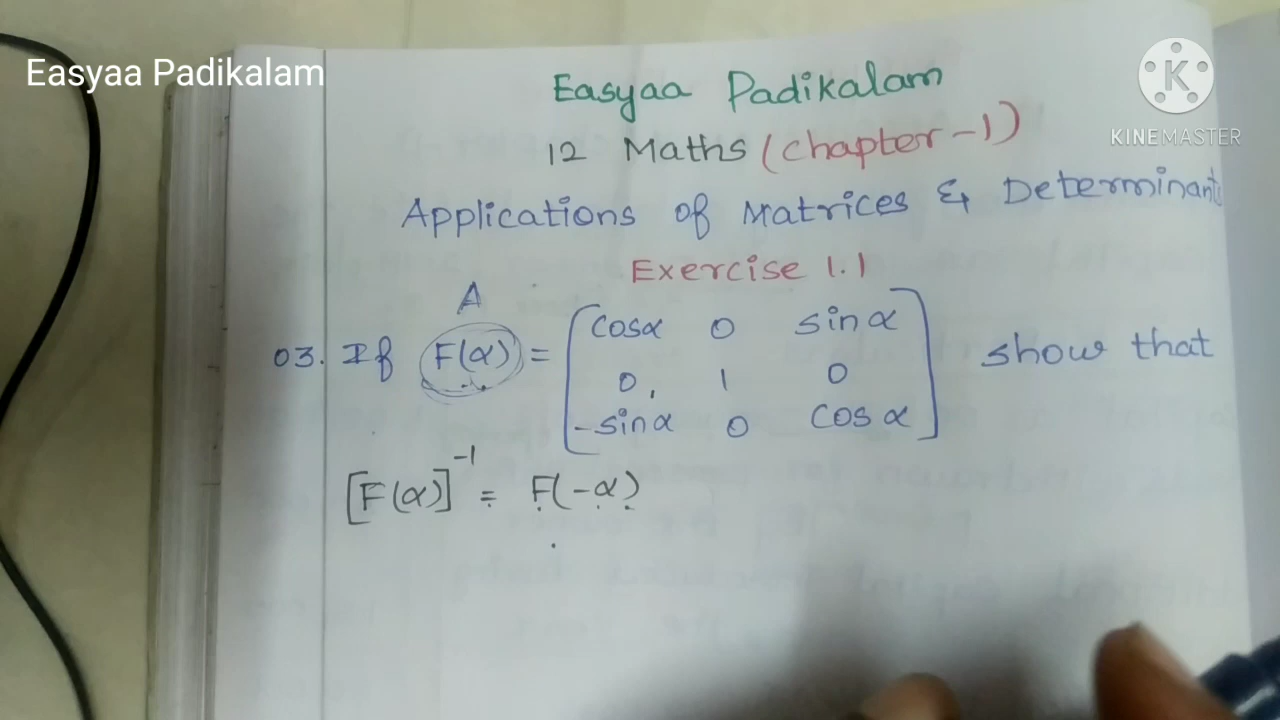 Easyaa Padikalam
KINEMASTER
Easyaa Padikalam
12 Maths (chapter-1)
Applications of Matrices & Determinants
Exercise 1.1
A
03. If F(α) = [cosα 0 sinα
0, 1 0
-sinα 0 cosα] show that
[F(α)]⁻¹ = F(-α)